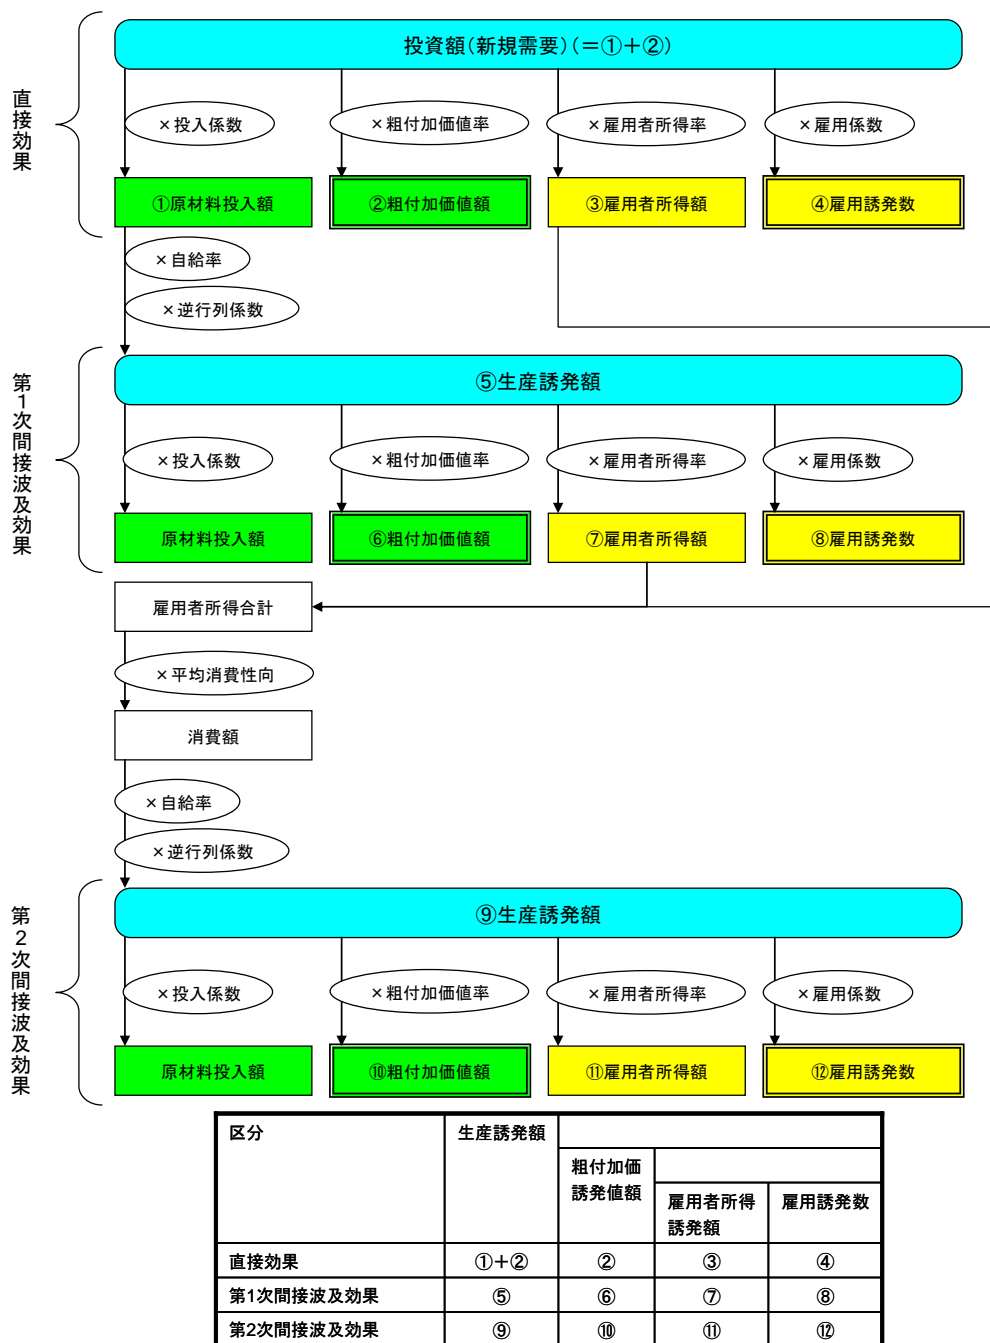 投資額(新規需要)(=①+②)
直接効果
×投入係数
×粗付加価値率
×雇用者所得率
×雇用係数
①原材料投入額
②粗付加価値額
③雇用者所得額
④雇用誘発数
×自給率
×逆行列係数
第1次間接波及効果
⑤生産誘発額
×投入係数
×粗付加価値率
×雇用者所得率
×雇用係数
原材料投入額
⑥粗付加価値額
⑦雇用者所得額
⑧雇用誘発数
雇用者所得合計
×平均消費性向
消費額
×自給率
×逆行列係数
第2次間接波及効果
⑨生産誘発額
×投入係数
×粗付加価値率
×雇用者所得率
×雇用係数
原材料投入額
⑩粗付加価値額
⑪雇用者所得額
⑫雇用誘発数
区分 生産誘発額
粗付加価
誘発値額
雇用者所得 雇用誘発数
誘発額
直接効果 ①+② ② ③ ④
第1次間接波及効果 ⑤ ⑥ ⑦ ⑧
第2次間接波及効果 ⑨ ⑩ ⑪ ⑫